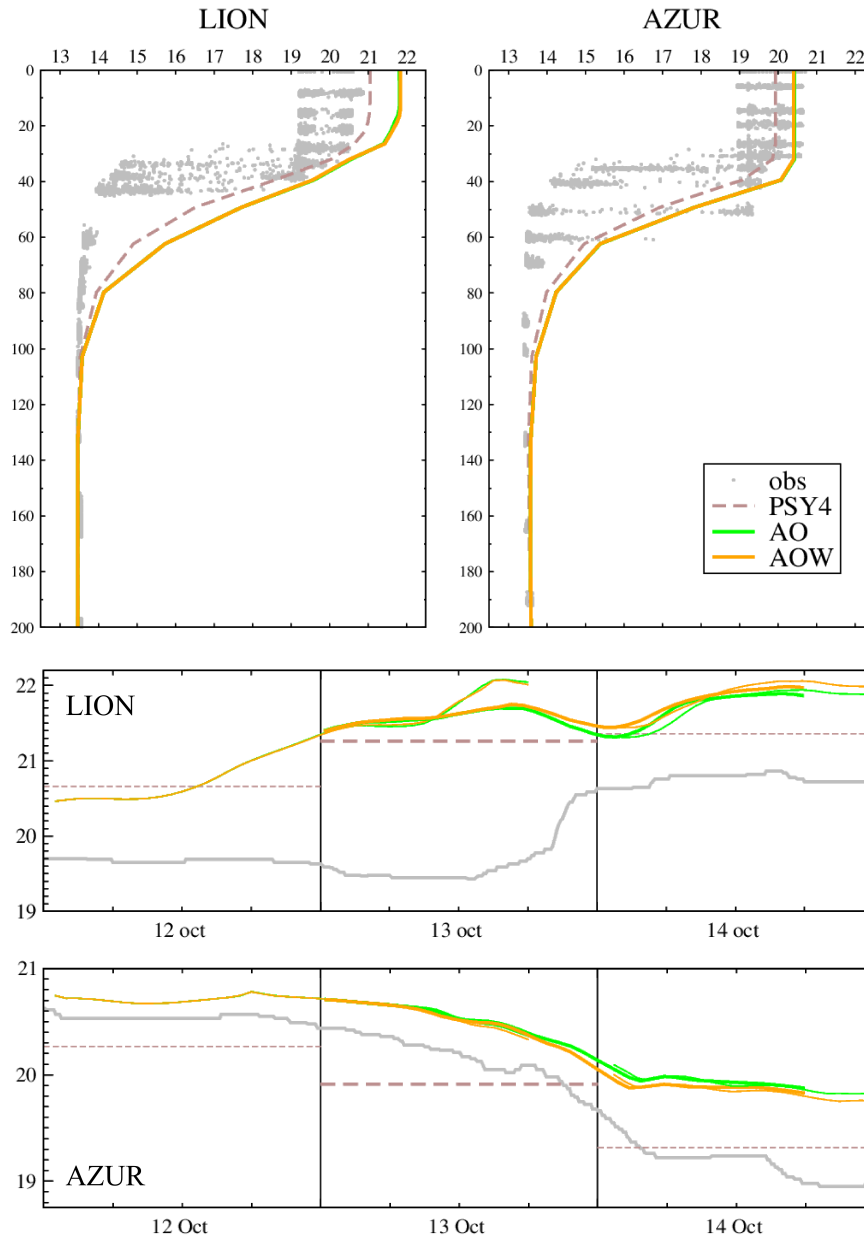 LION AZUR
13 14 15 16 17 18 19 20 21 22 13 14 15 16 17 18 19 20 21 22
0 0
20 20
40 40
60 60
80 80
100 100
120 120
140 140
160 160
180 180
200 200
obs
PSY4
AO
AOW
22
LION
21
20
19
12 oct 13 oct 14 oct
21
20
19
AZUR
12 Oct 13 Oct 14 Oct